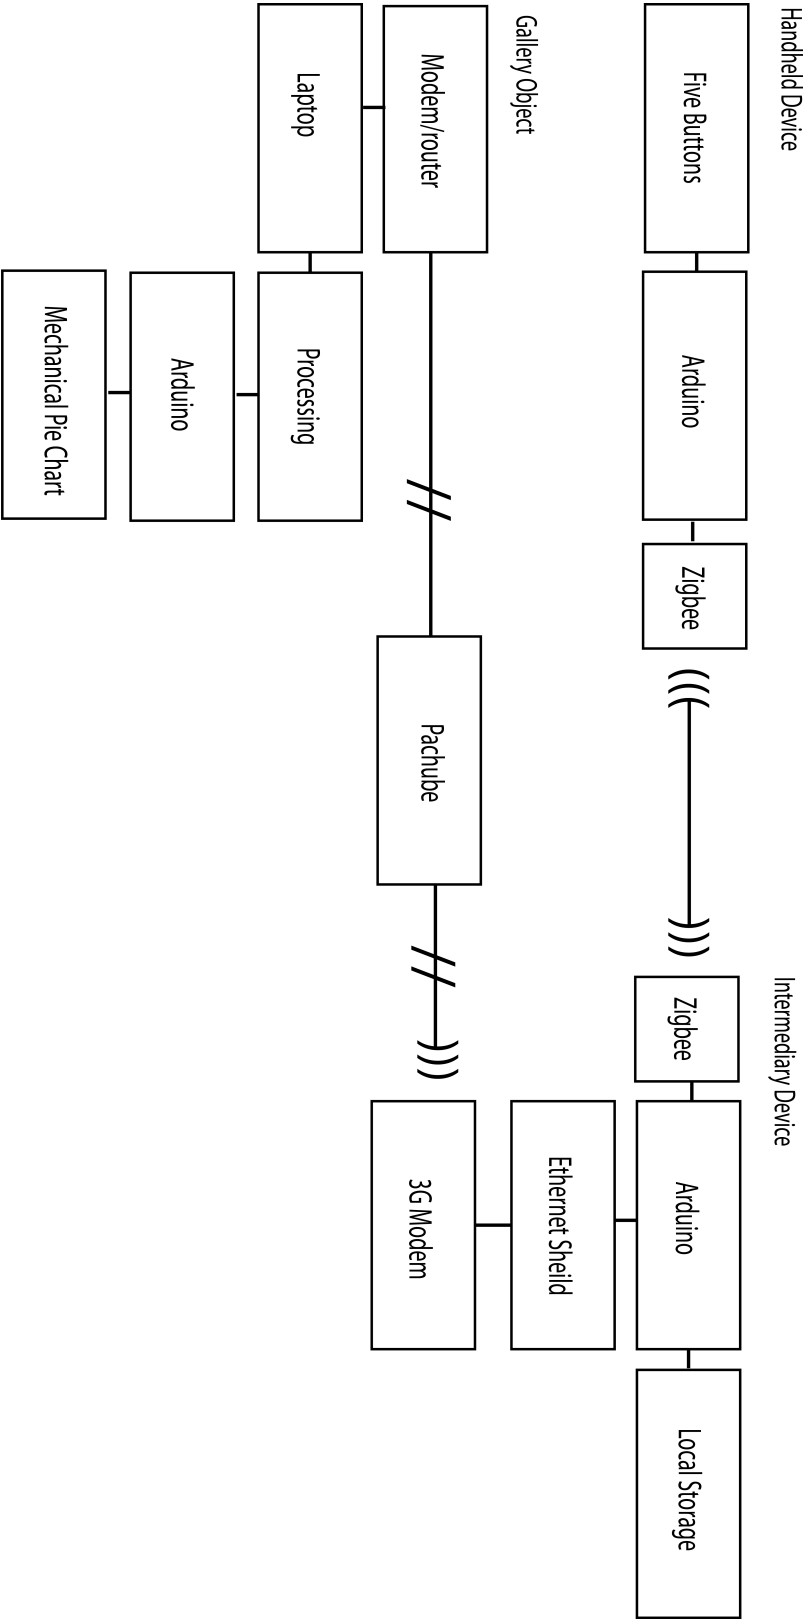 Handheld Device
Intermediary Device
Five Buttons
Arduino
Zigbee
Zigbee
Arduino
Local Storage
Ethernet Sheild
Gallery Object
Modem/router
Pachube
3G Modem
Laptop
Processing
Arduino
Mechanical Pie Chart